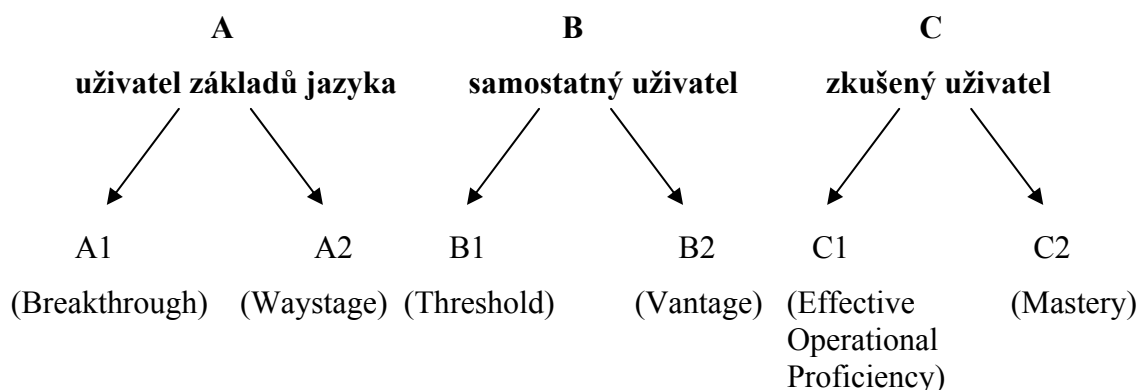 A B C
uživatel základů jazyka samostatný uživatel zkušený uživatel
A1 A2 B1 B2 C1 C2
(Breakthrough) (Waystage) (Threshold) (Vantage) (Effective (Mastery)
Operational
Proficiency)